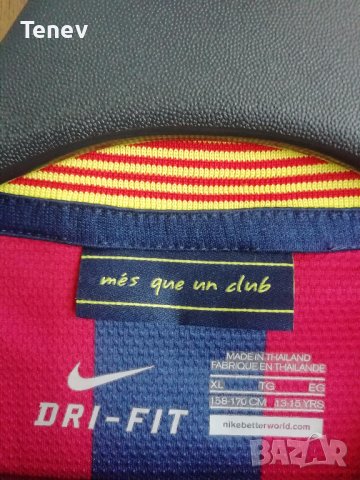 Tenev
més que un club
DRI-FIT
MADE IN THAILAND
FABRIQUE EN THAILANDE
XL TG EG
158-170 CM 13-15 YRS
nikebetterworld.com
BAZAR